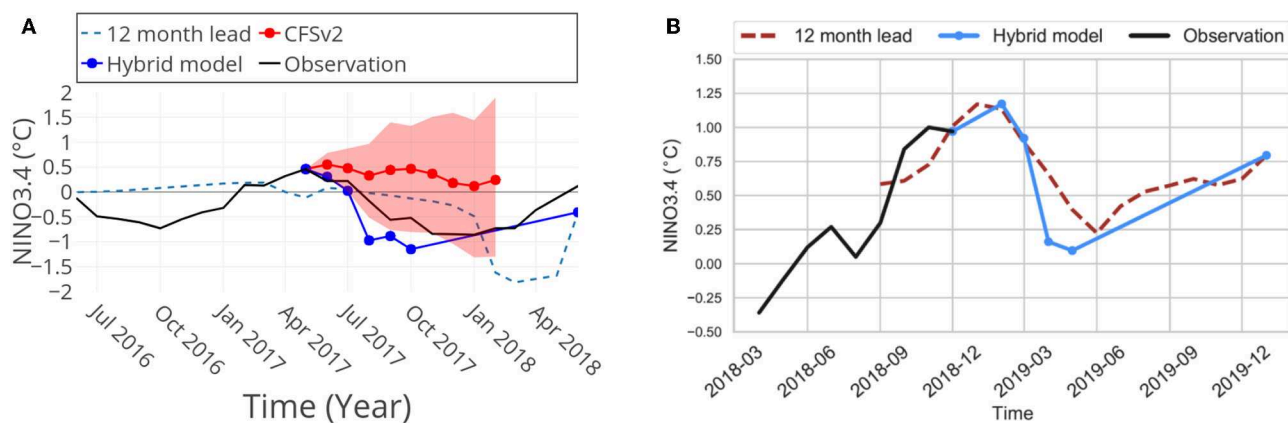 A
12 month lead CFSv2
Hybrid model Observation
2
1.5
1
0.5
0
−0.5
−1
−1.5
−2
NINO3.4 (°C)
Jul 2016
Oct 2016
Jan 2017
Apr 2017
Jul 2017
Oct 2017
Jan 2018
Apr 2018
Time (Year)
B
12 month lead Hybrid model Observation
1.50
1.25
1.00
0.75
0.50
0.25
0.00
−0.25
−0.50
NINO3.4 (°C)
2018-03
2018-06
2018-09
2018-12
2019-03
2019-06
2019-09
2019-12
Time